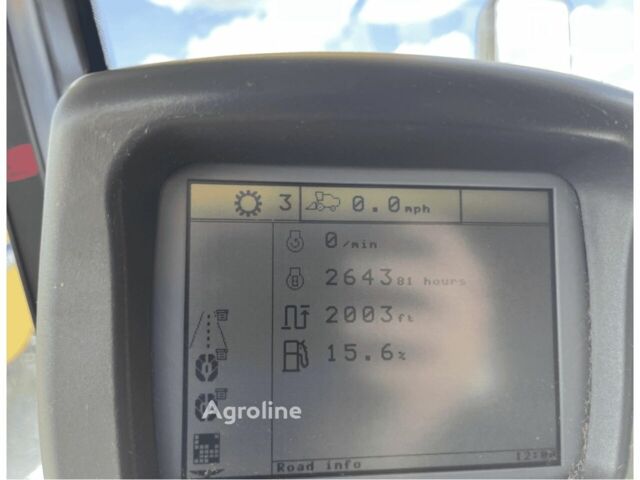 3 0.0 mph
0 /min
2643 81 hours
2003 ft
15.6 %
Agroline
Road info